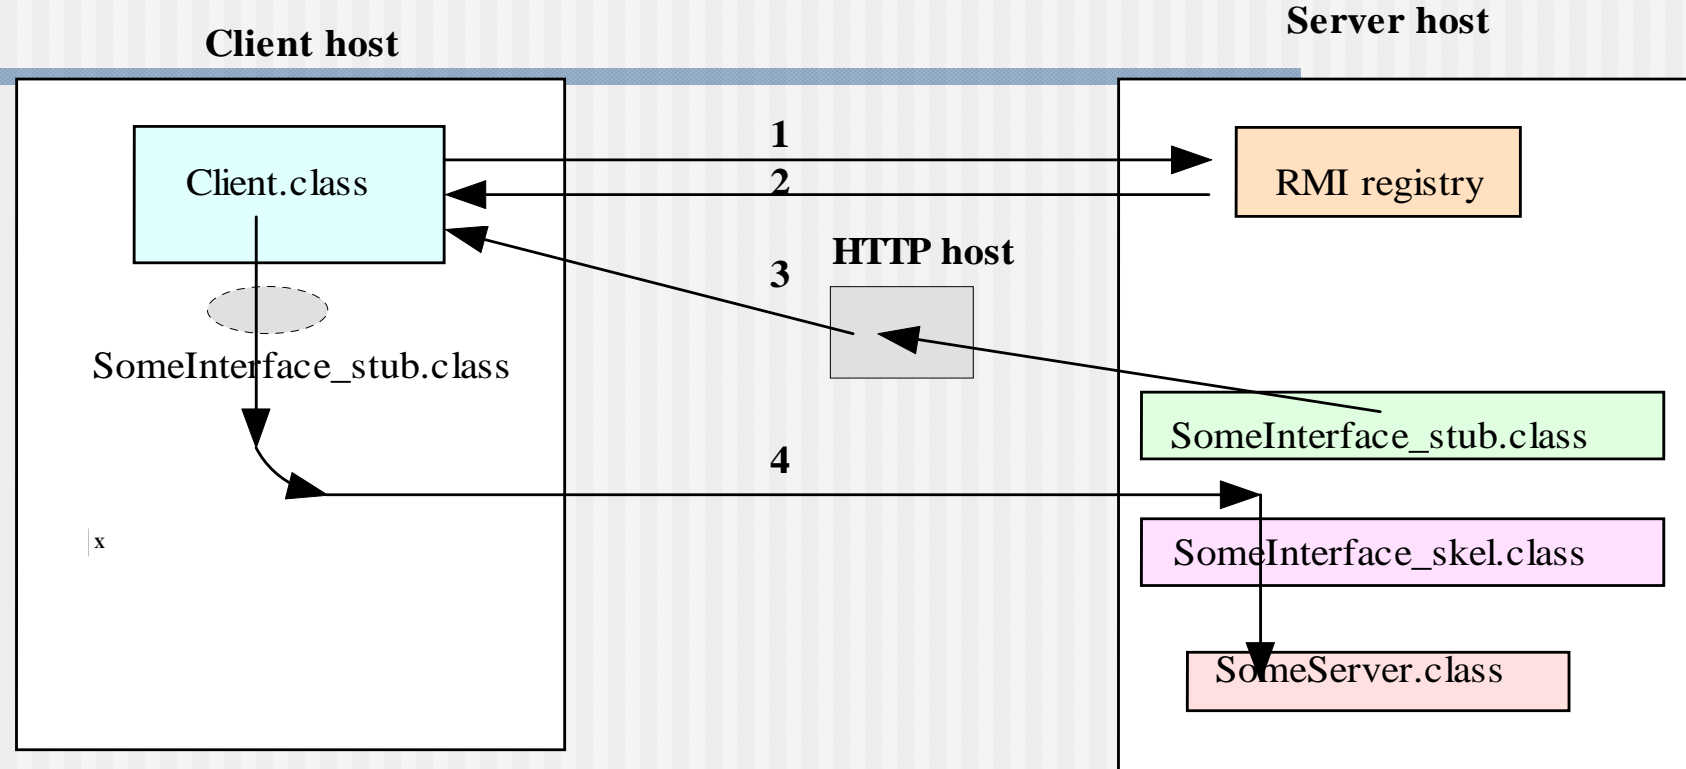 Client host
Server host
Client.class
1
2
RMI registry
HTTP host
3
SomeInterface_stub.class
SomeInterface_stub.class
4
x
SomeInterface_skel.class
SomeServer.class